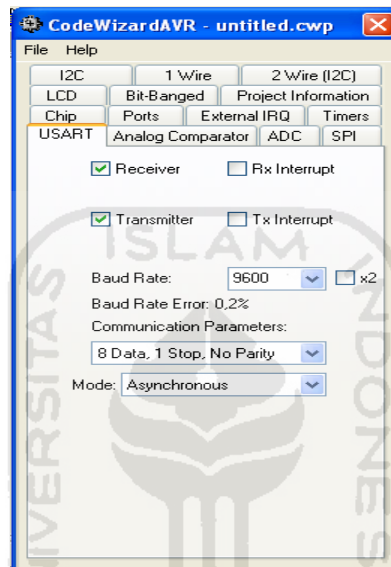 CodeWizardAVR - untitled.cwp
File Help
I2C 1 Wire 2 Wire (I2C)
LCD Bit-Banged Project Information
Chip Ports External IRQ Timers
USART Analog Comparator ADC SPI
Receiver Rx Interrupt
Transmitter Tx Interrupt
ISLAM
Baud Rate: 9600 x2
Baud Rate Error: 0,2%
Communication Parameters:
8 Data, 1 Stop, No Parity
Mode: Asynchronous